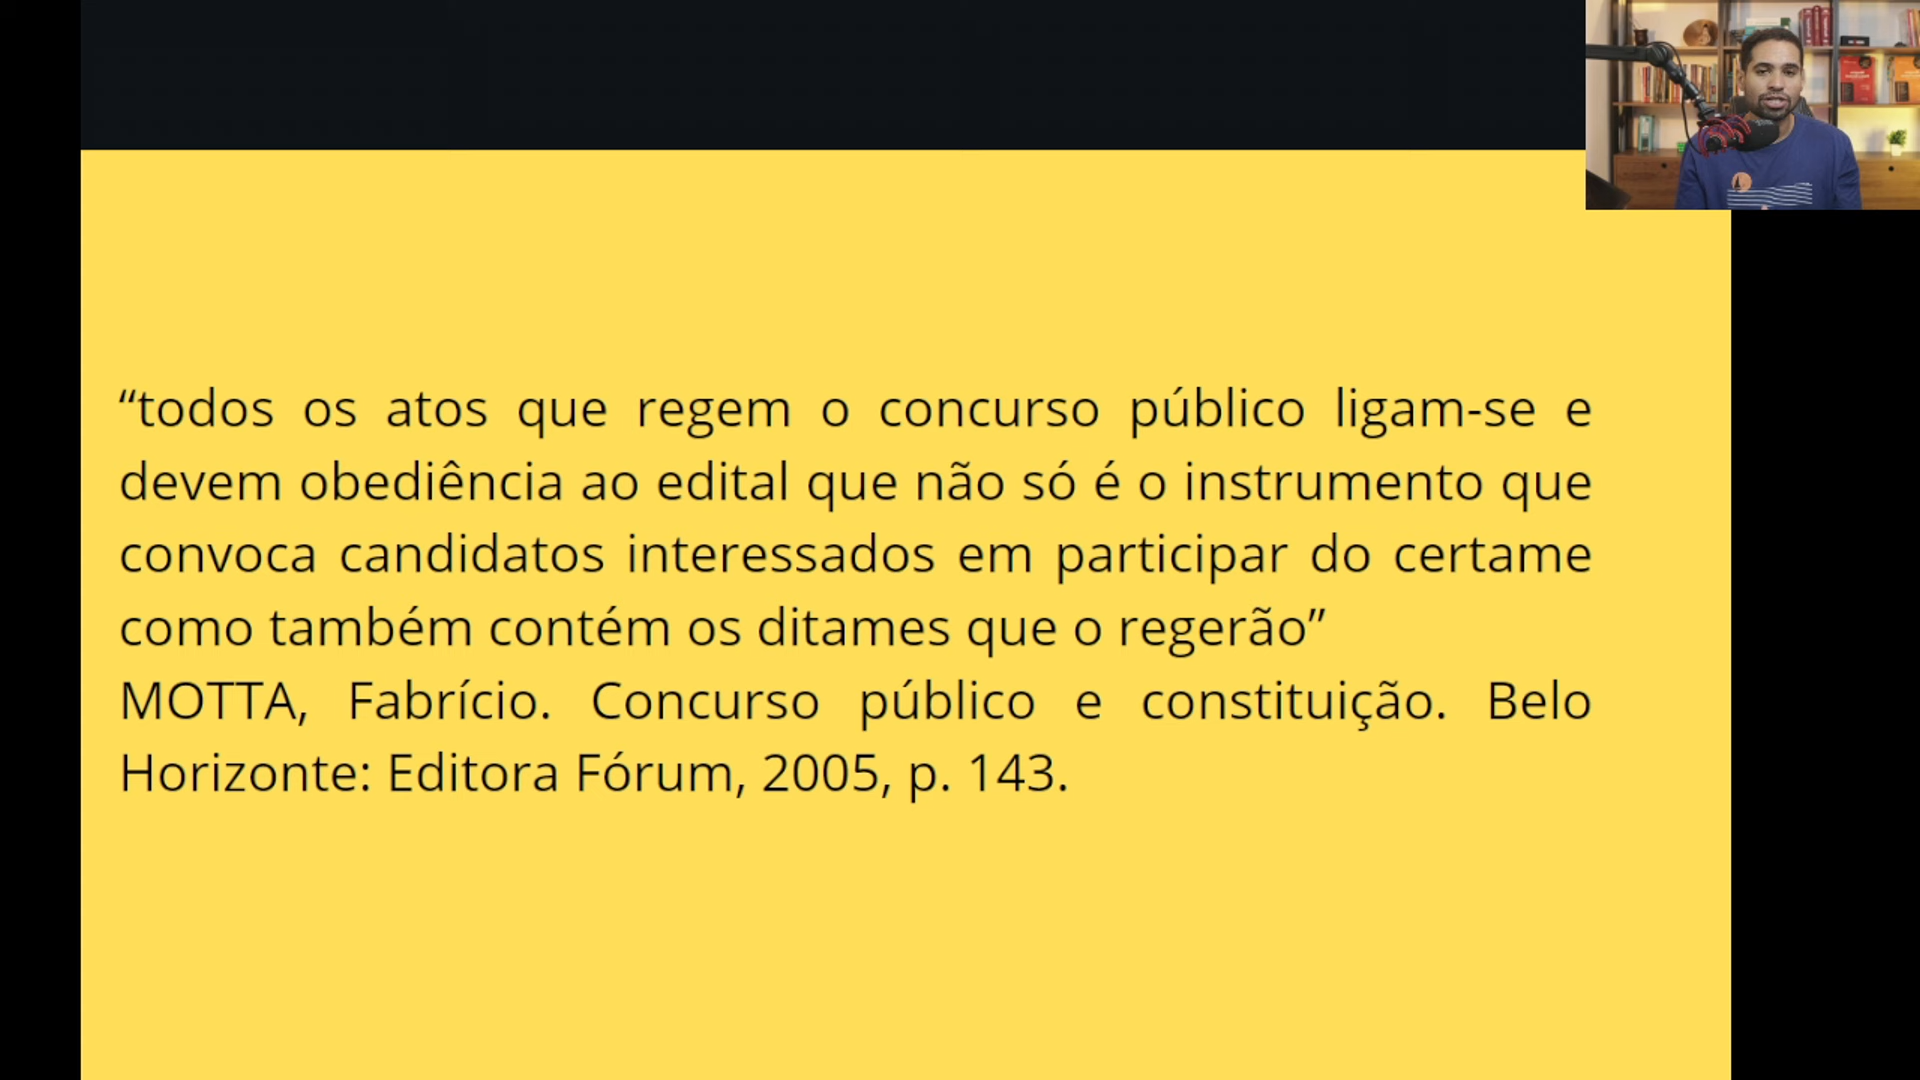 “todos os atos que regem o concurso público ligam-se e
devem obediência ao edital que não só é o instrumento que
convoca candidatos interessados em participar do certame
como também contém os ditames que o regerão”
MOTTA, Fabrício. Concurso público e constituição. Belo
Horizonte: Editora Fórum, 2005, p. 143.